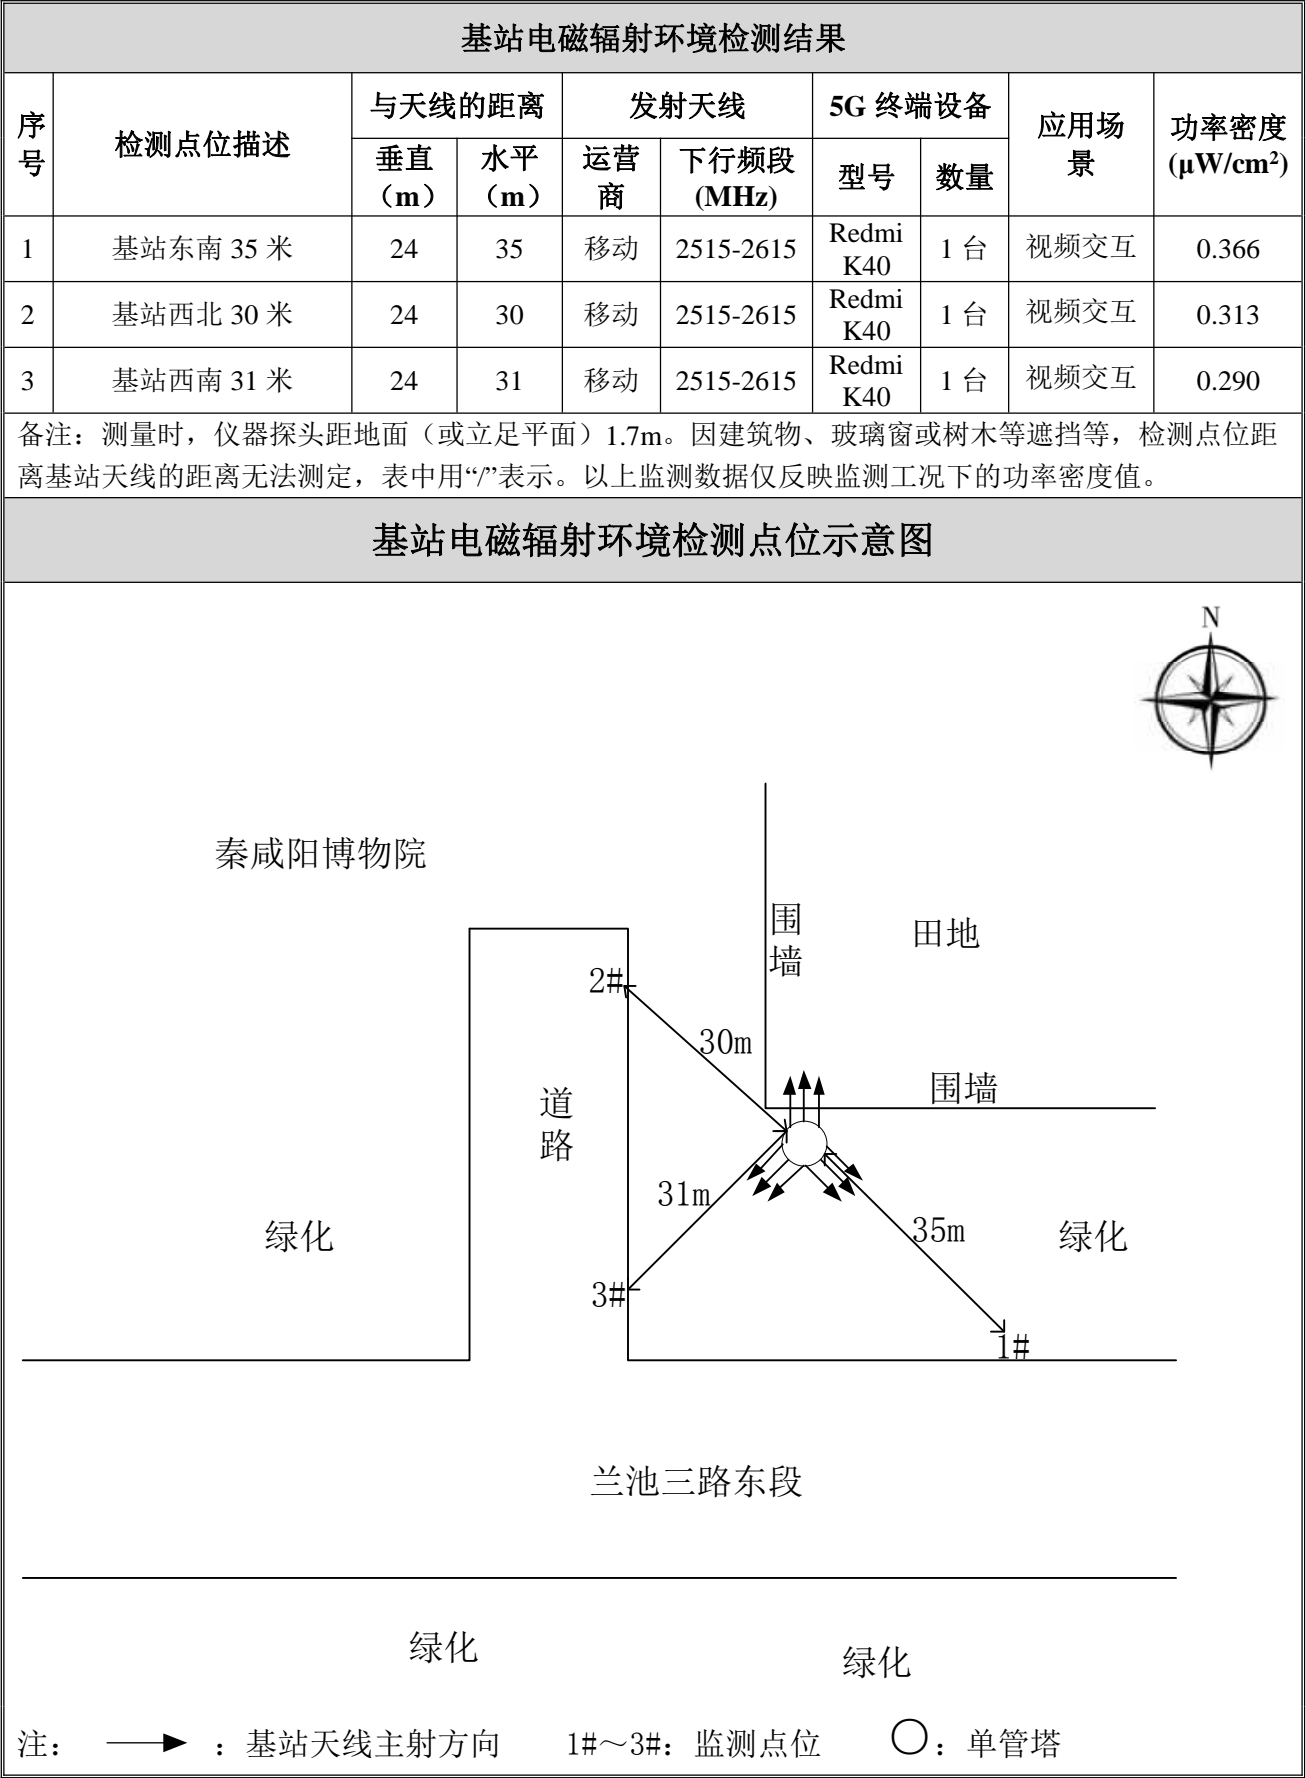 基站电磁辐射环境检测结果
序号 检测点位描述 与天线的距离 发射天线 5G 终端设备 应用场景 功率密度(μW/cm²)
垂直（m） 水平（m） 运营商 下行频段(MHz) 型号 数量
1 基站东南 35 米 24 35 移动 2515-2615 Redmi K40 1 台 视频交互 0.366
2 基站西北 30 米 24 30 移动 2515-2615 Redmi K40 1 台 视频交互 0.313
3 基站西南 31 米 24 31 移动 2515-2615 Redmi K40 1 台 视频交互 0.290
备注：测量时，仪器探头距地面（或立足平面）1.7m。因建筑物、玻璃窗或树木等遮挡等，检测点位距
离基站天线的距离无法测定，表中用“/”表示。以上监测数据仅反映监测工况下的功率密度值。
基站电磁辐射环境检测点位示意图
N
秦咸阳博物院
围墙
田地
2#
30m
围墙
道路
31m
35m
绿化
绿化
3#
1#
兰池三路东段
绿化
绿化
注： ：基站天线主射方向 1#～3#：监测点位 ：单管塔